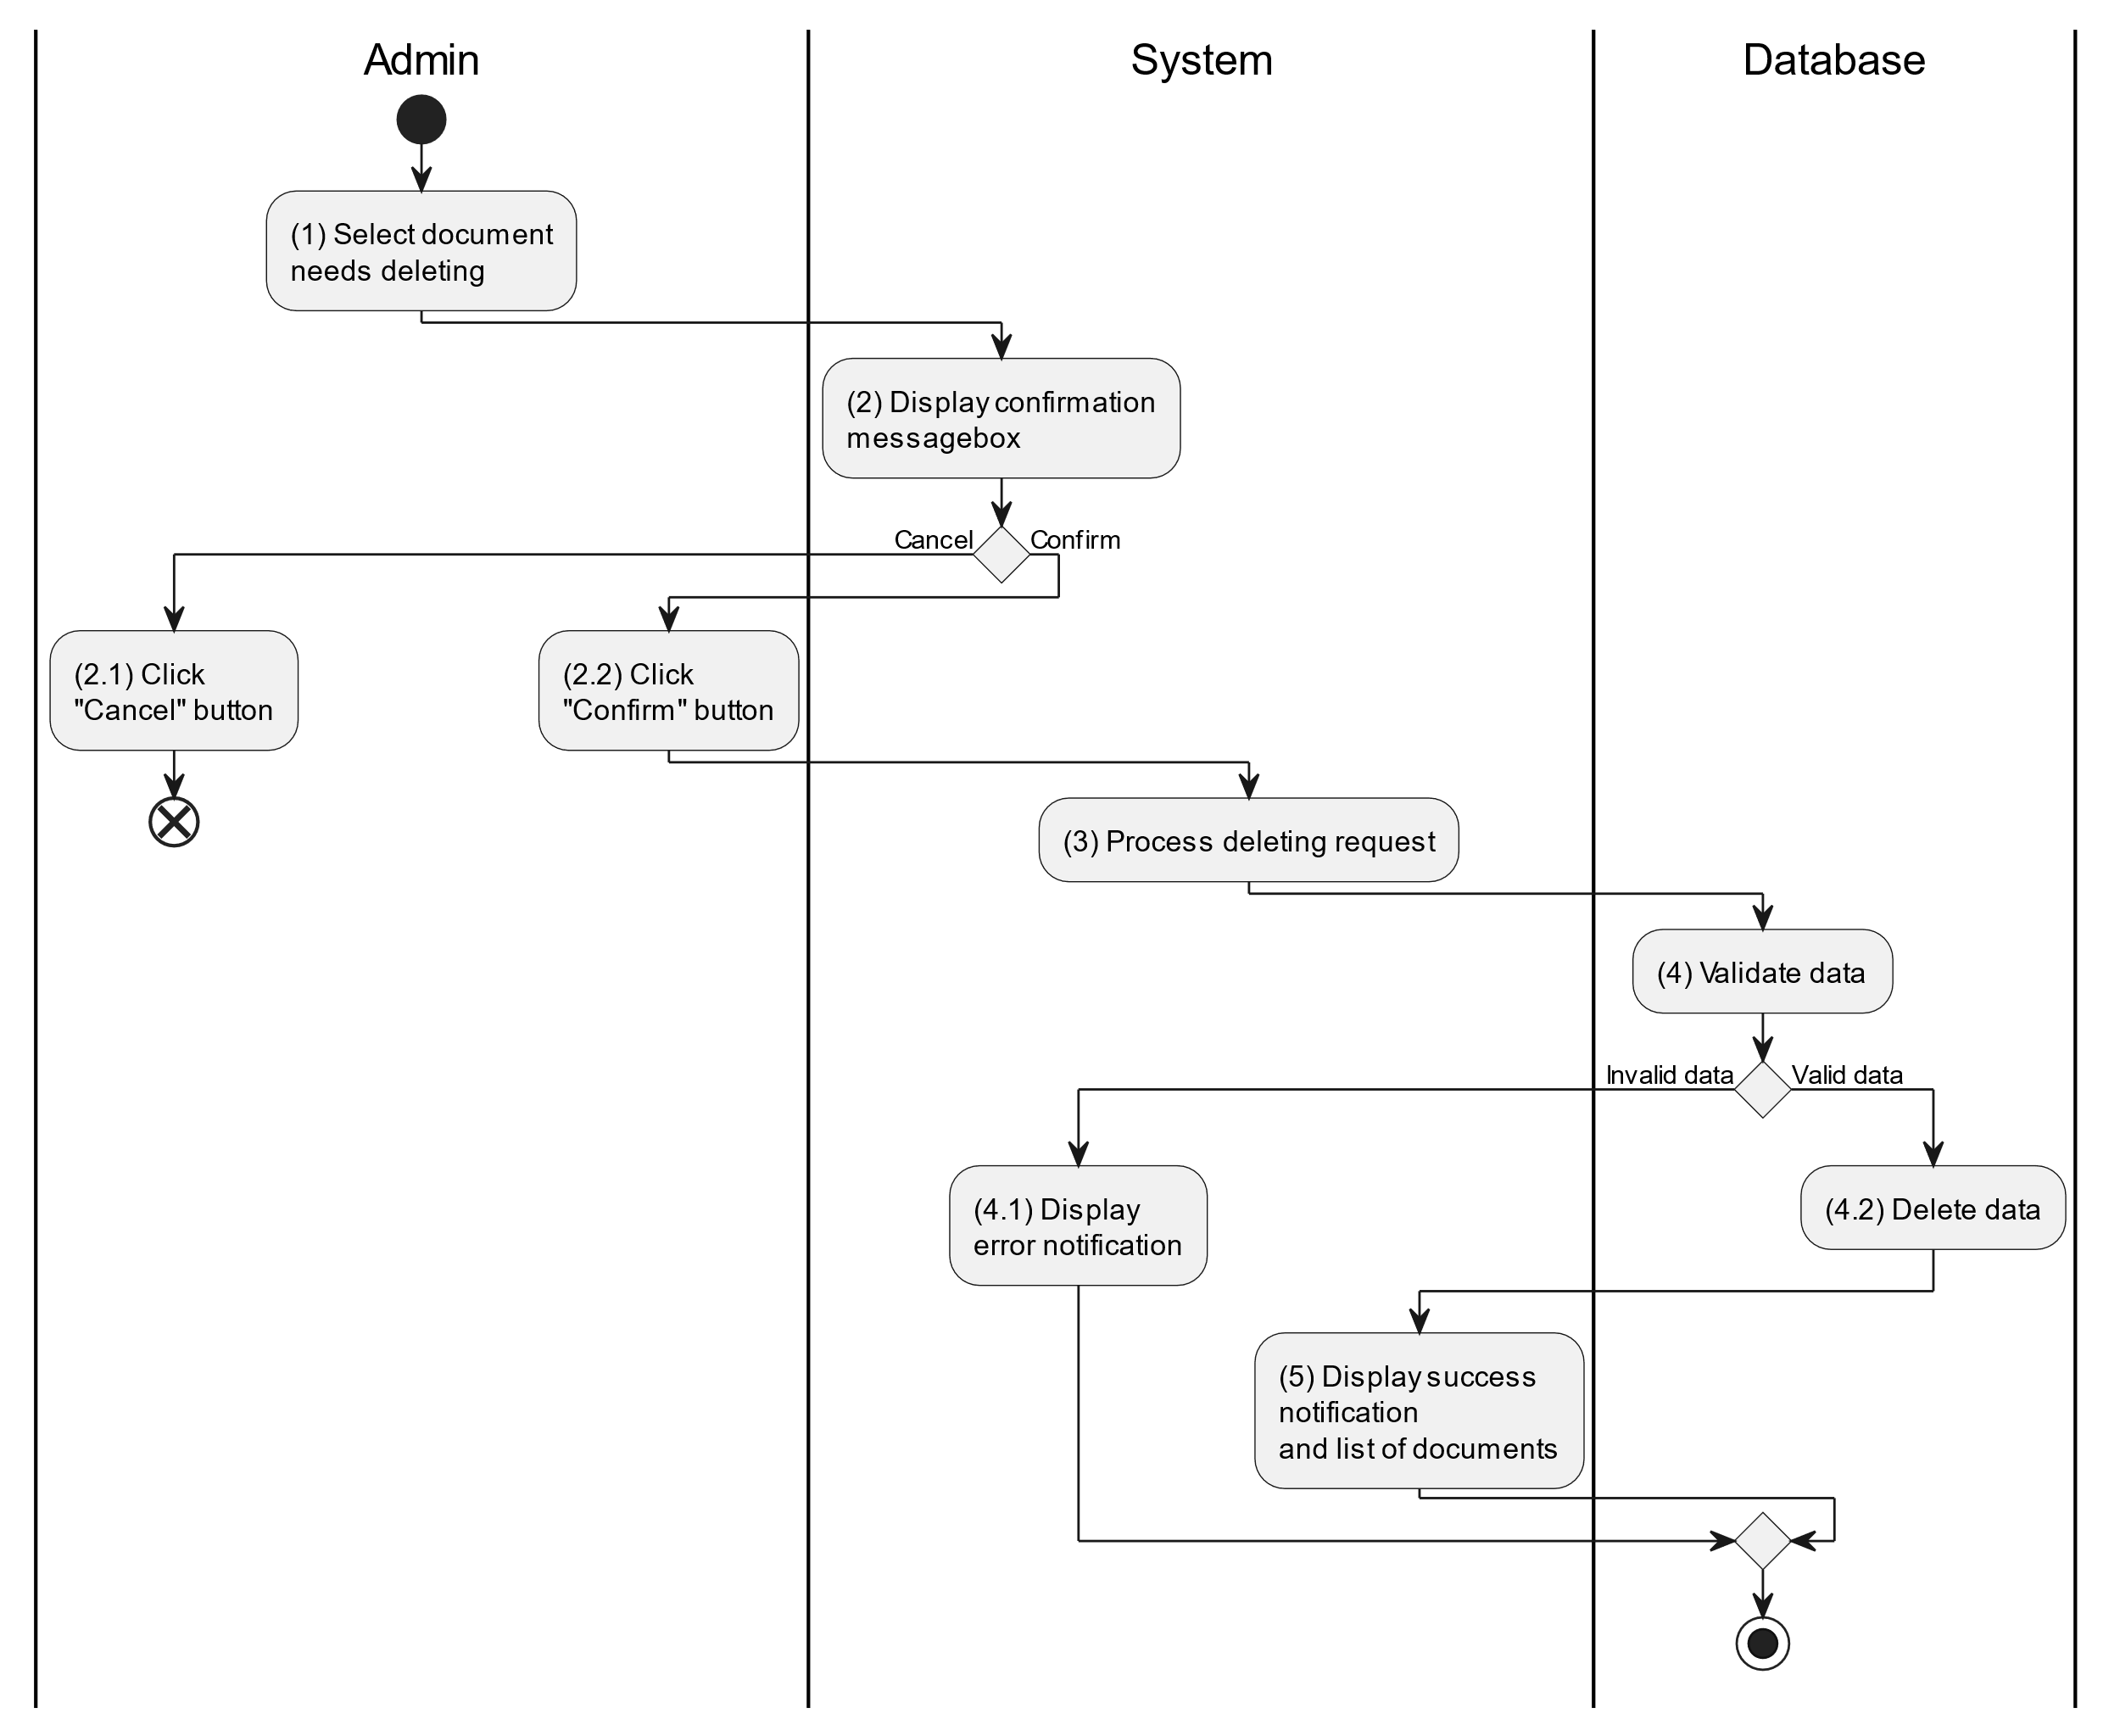 Admin
System
Database
(1) Select document
needs deleting
(2) Display confirmation
messagebox
Cancel
Confirm
(2.1) Click
"Cancel" button
(2.2) Click
"Confirm" button
(3) Process deleting request
(4) Validate data
Invalid data
Valid data
(4.1) Display
error notification
(4.2) Delete data
(5) Display success
notification
and list of documents